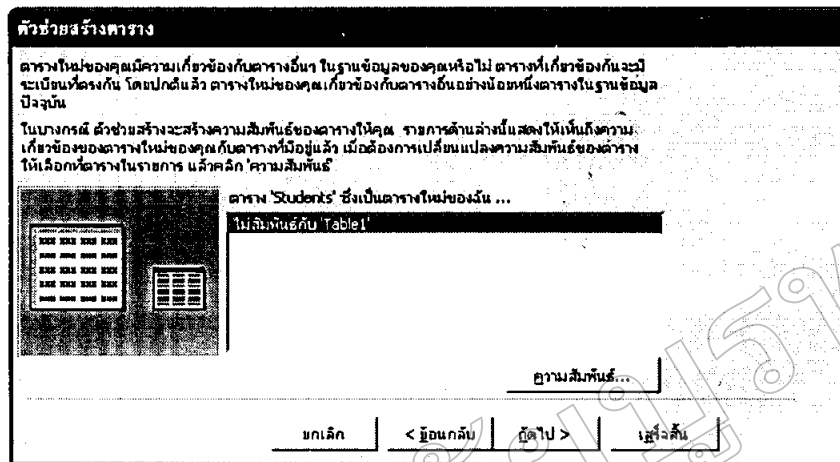 ตัวช่วยสร้างตาราง
ตารางใหม่ของคุณมีความเกี่ยวข้องกับตารางอื่นๆ ในฐานข้อมูลของคุณหรือไม่ ตารางที่เกี่ยวข้องกันจะมี
ระเบียนที่ตรงกัน โดยปกติแล้ว ตารางใหม่ของคุณเกี่ยวข้องกับตารางอื่นอย่างน้อยหนึ่งตารางในฐานข้อมูล
ปัจจุบัน
ในบางกรณี ตัวช่วยสร้างจะสร้างความสัมพันธ์ของตารางให้คุณ รายการด้านล่างนี้แสดงให้เห็นถึงความ
เกี่ยวข้องของตารางใหม่ของคุณกับตารางที่มีอยู่แล้ว เมื่อต้องการเปลี่ยนแปลงความสัมพันธ์ของตาราง
ให้เลือกที่ตารางในรายการ แล้วคลิก 'ความสัมพันธ์'
ตาราง 'Students' ซึ่งเป็นตารางใหม่ของฉัน ...
'ไม่สัมพันธ์กับ 'Table1'
ความสัมพันธ์...
ยกเลิก
< ย้อนกลับ
ถัดไป >
เสร็จสิ้น